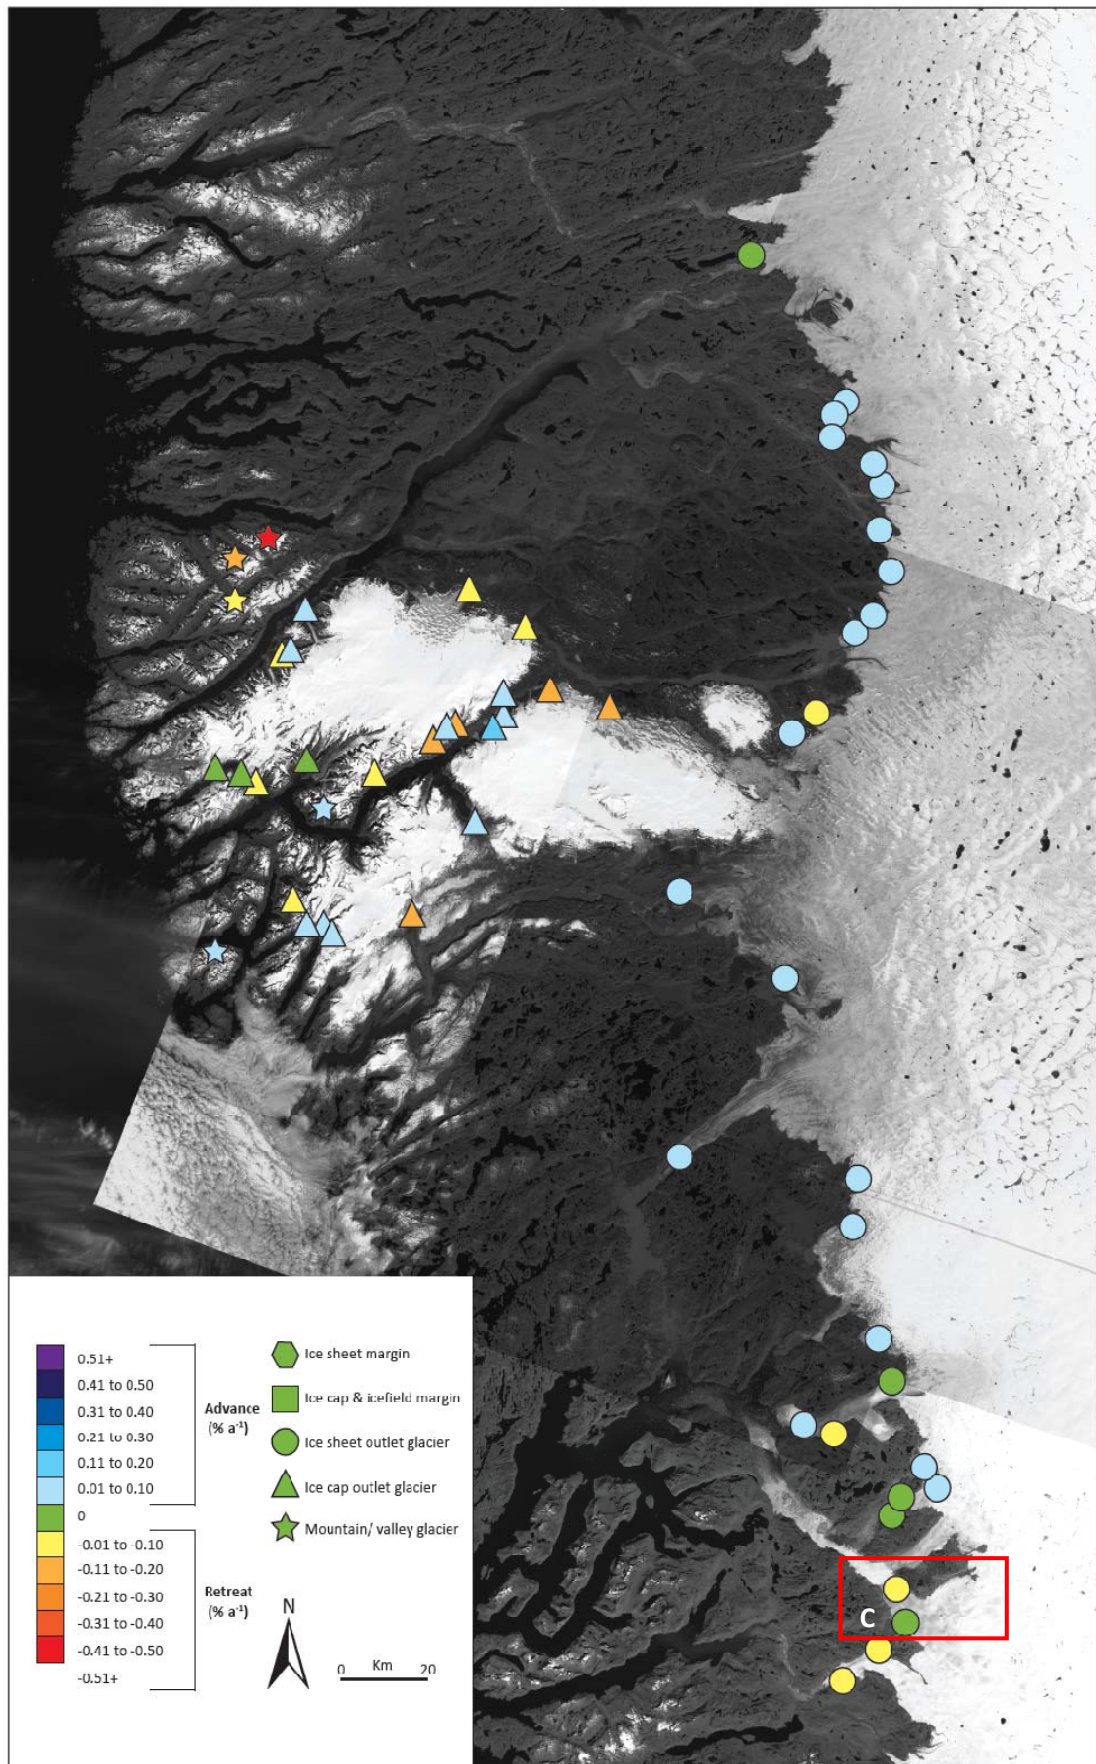 C
0.51+
0.41 to 0.50
0.31 to 0.40
0.21 to 0.30
0.11 to 0.20
0.01 to 0.10
0
-0.01 to -0.10
-0.11 to -0.20
-0.21 to -0.30
-0.31 to -0.40
-0.41 to -0.50
-0.51+
Advance
(% a⁻¹)
Retreat
(% a⁻¹)
Ice sheet margin
Ice cap & icefield margin
Ice sheet outlet glacier
Ice cap outlet glacier
Mountain/ valley glacier
N
0 Km 20